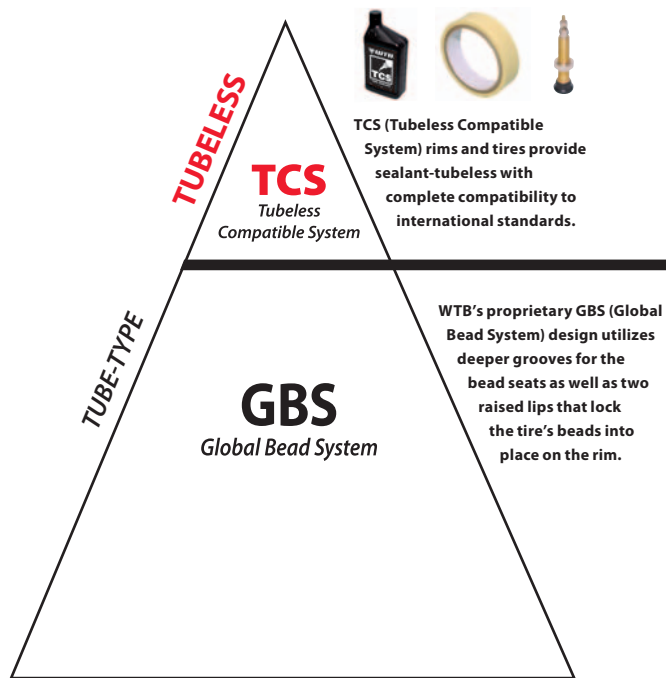 WTB
TCS
TUBELESS
TCS (Tubeless Compatible
System) rims and tires provide
sealant-tubeless with
complete compatibility to
international standards.
TCS
Tubeless
Compatible System
TUBE-TYPE
WTB’s proprietary GBS (Global
Bead System) design utilizes
deeper grooves for the
bead seats as well as two
raised lips that lock
the tire’s beads into
place on the rim.
GBS
Global Bead System